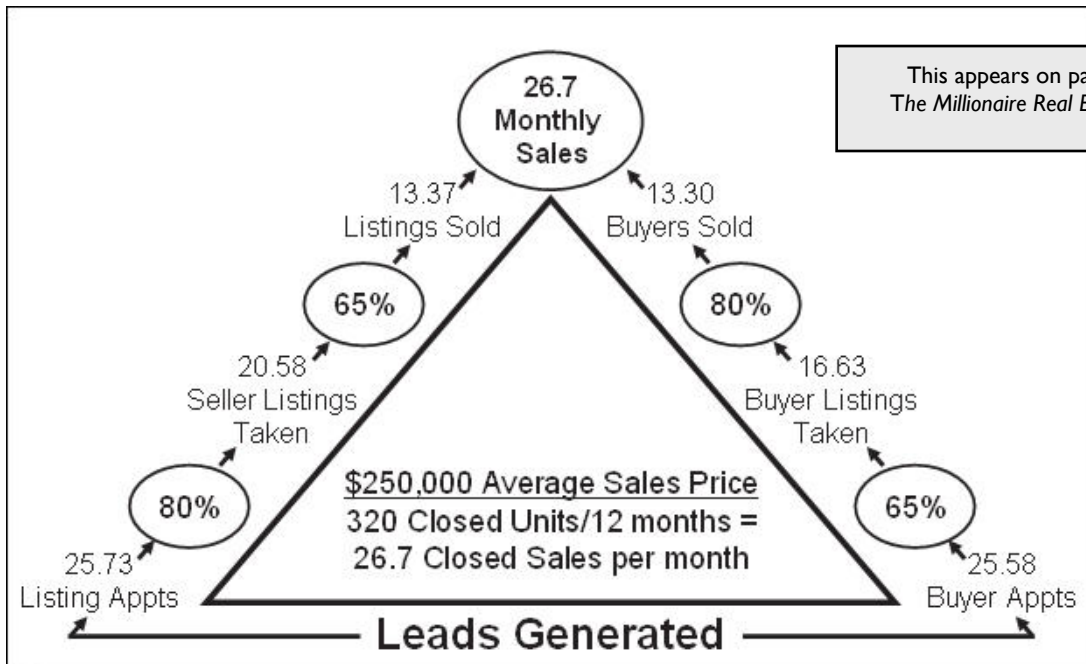 26.7
Monthly
Sales
This appears on pa
The Millionaire Real E
13.37
Listings Sold
13.30
Buyers Sold
65%
80%
20.58
Seller Listings
Taken
16.63
Buyer Listings
Taken
80%
65%
$250,000 Average Sales Price
320 Closed Units/12 months =
26.7 Closed Sales per month
25.73
Listing Appts
25.58
Buyer Appts
Leads Generated